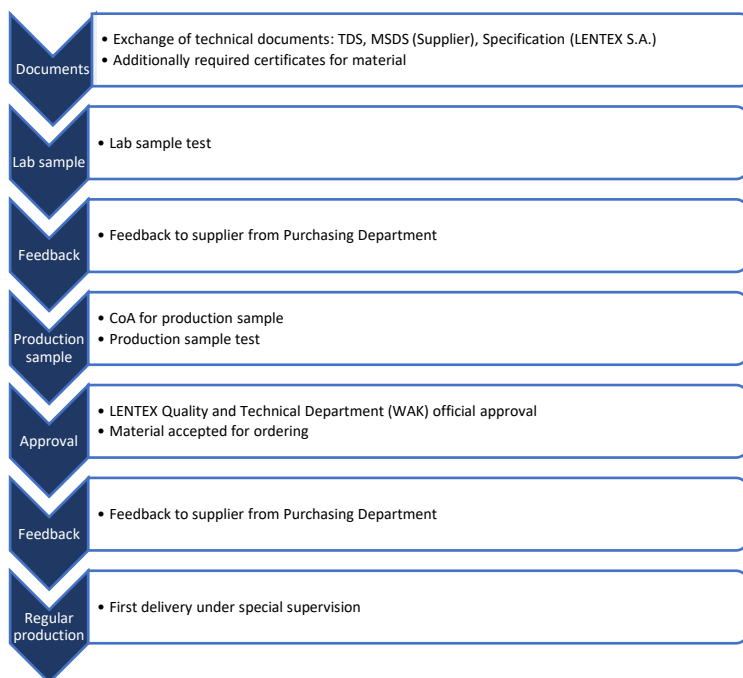 Documents
• Exchange of technical documents: TDS, MSDS (Supplier), Specification (LENTEX S.A.)
• Additionally required certificates for material
Lab sample
• Lab sample test
Feedback
• Feedback to supplier from Purchasing Department
Production
sample
• CoA for production sample
• Production sample test
Approval
• LENTEX Quality and Technical Department (WAK) official approval
• Material accepted for ordering
Feedback
• Feedback to supplier from Purchasing Department
Regular
production
• First delivery under special supervision